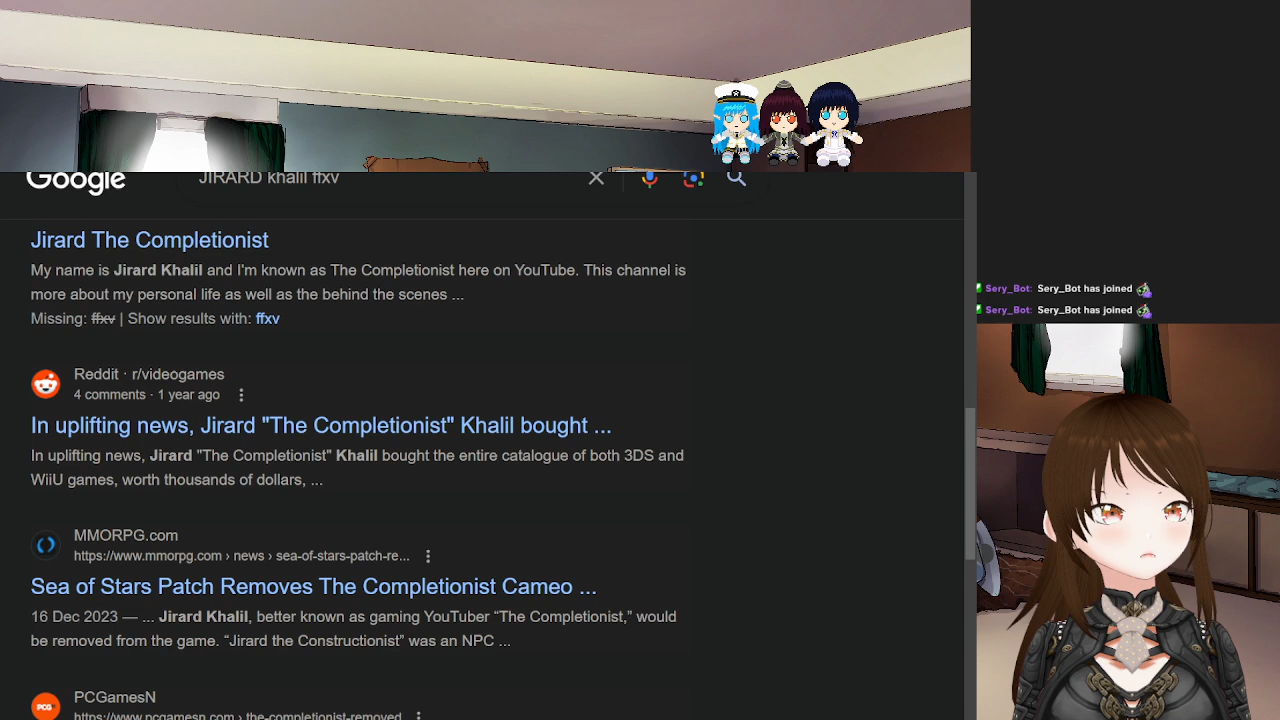 Google
JIRARD khalil ffxv
Jirard The Completionist
My name is Jirard Khalil and I'm known as The Completionist here on YouTube. This channel is
more about my personal life as well as the behind the scenes ...
Missing: ffxv | Show results with: ffxv
Reddit · r/videogames
4 comments · 1 year ago
In uplifting news, Jirard "The Completionist" Khalil bought ...
In uplifting news, Jirard "The Completionist" Khalil bought the entire catalogue of both 3DS and
WiiU games, worth thousands of dollars, ...
MMORPG.com
https://www.mmorpg.com › news › sea-of-stars-patch-re...
Sea of Stars Patch Removes The Completionist Cameo ...
16 Dec 2023 — ... Jirard Khalil, better known as gaming YouTuber “The Completionist,” would
be removed from the game. “Jirard the Constructionist” was an NPC ...
PCG
PCGamesN
https://www.pcgamesn.com › the-completionist-removed
Sery_Bot: Sery_Bot has joined
Sery_Bot: Sery_Bot has joined